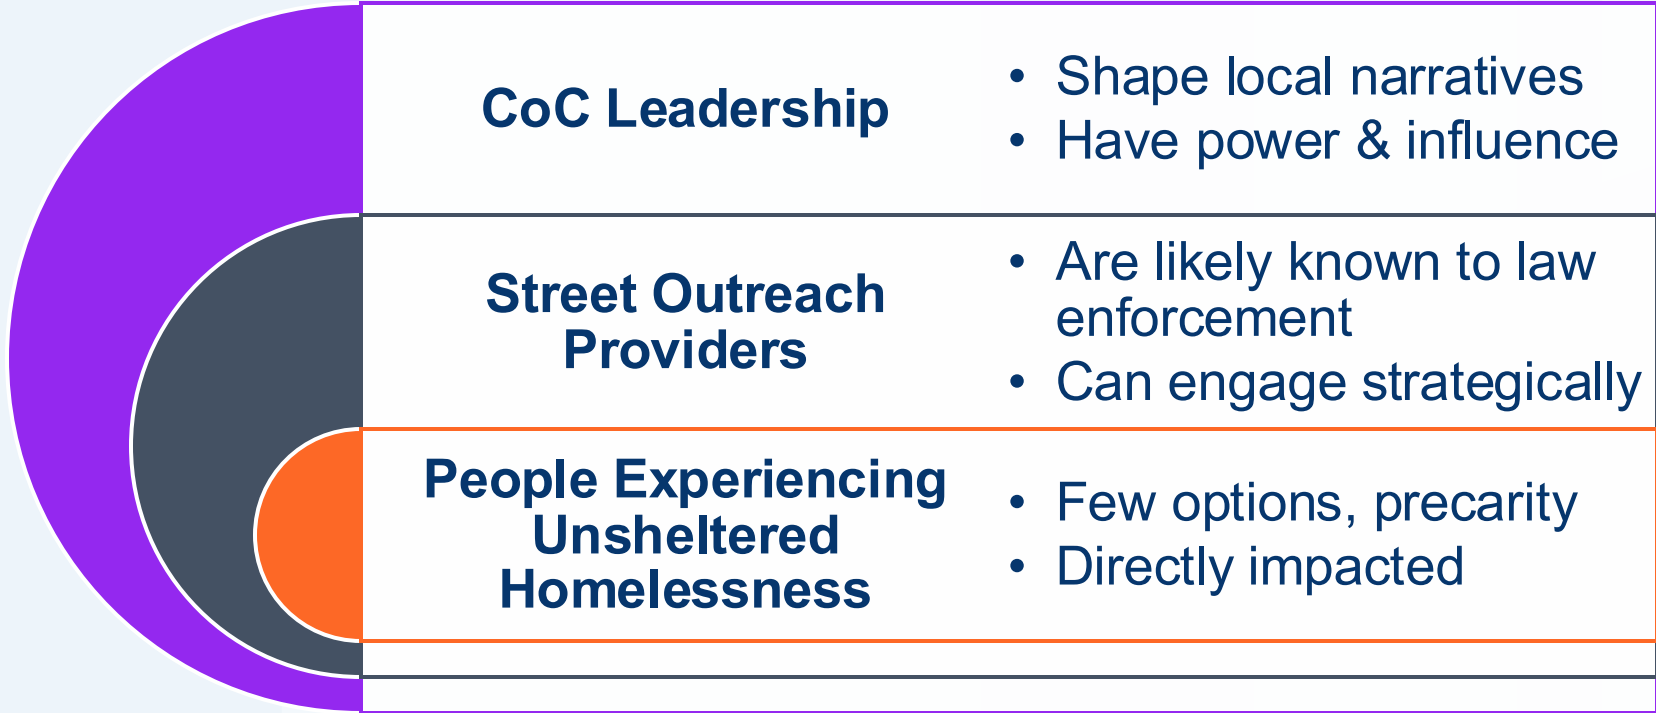 CoC Leadership
• Shape local narratives
• Have power & influence
Street Outreach
Providers
• Are likely known to law
enforcement
• Can engage strategically
People Experiencing
Unsheltered
Homelessness
• Few options, precarity
• Directly impacted